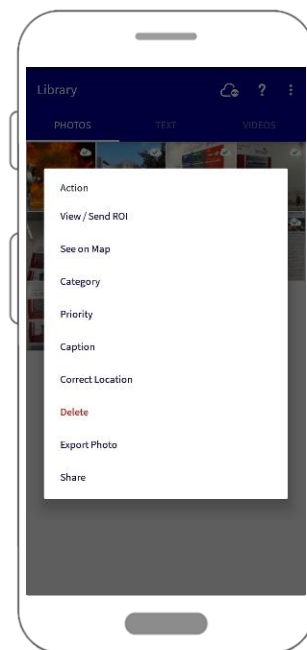 Library
?
PHOTOS TEXT VIDEOS
Action
View / Send ROI
See on Map
Category
Priority
Caption
Correct Location
Delete
Export Photo
Share